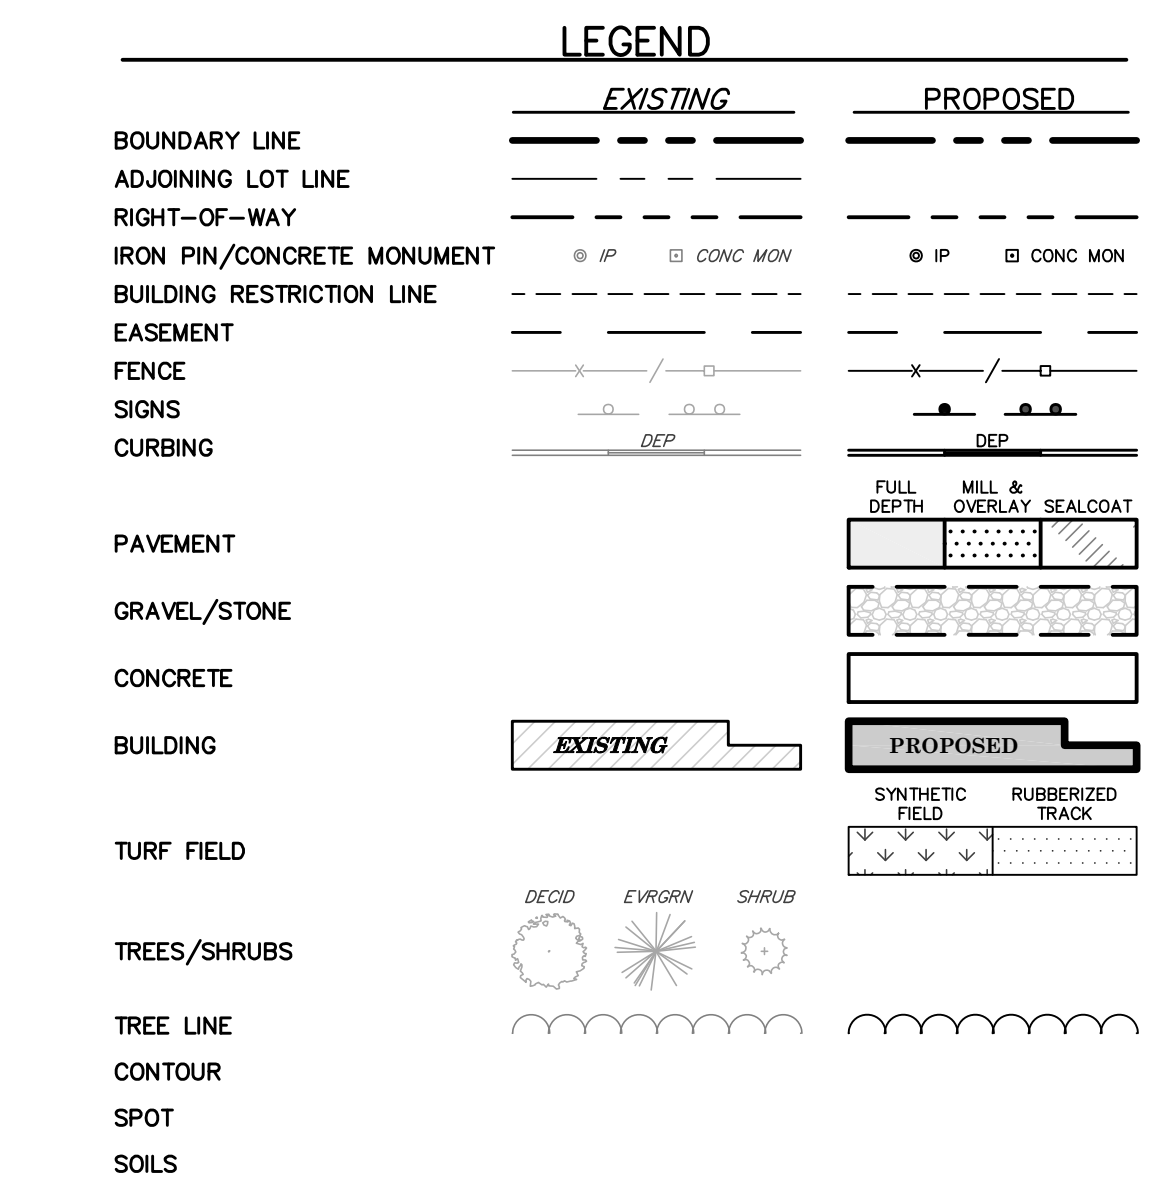 LEGEND
EXISTING PROPOSED
BOUNDARY LINE
ADJOINING LOT LINE
RIGHT-OF-WAY
IRON PIN/CONCRETE MONUMENT IP CONC MON IP CONC MON
BUILDING RESTRICTION LINE
EASEMENT
FENCE
SIGNS
CURBING DEP DEP
FULL DEPTH MILL & OVERLAY SEALCOAT
PAVEMENT
GRAVEL/STONE
CONCRETE
BUILDING EXISTING PROPOSED
SYNTHETIC FIELD RUBBERIZED TRACK
TURF FIELD
DECID EVRGRN SHRUB
TREES/SHRUBS
TREE LINE
CONTOUR
SPOT
SOILS